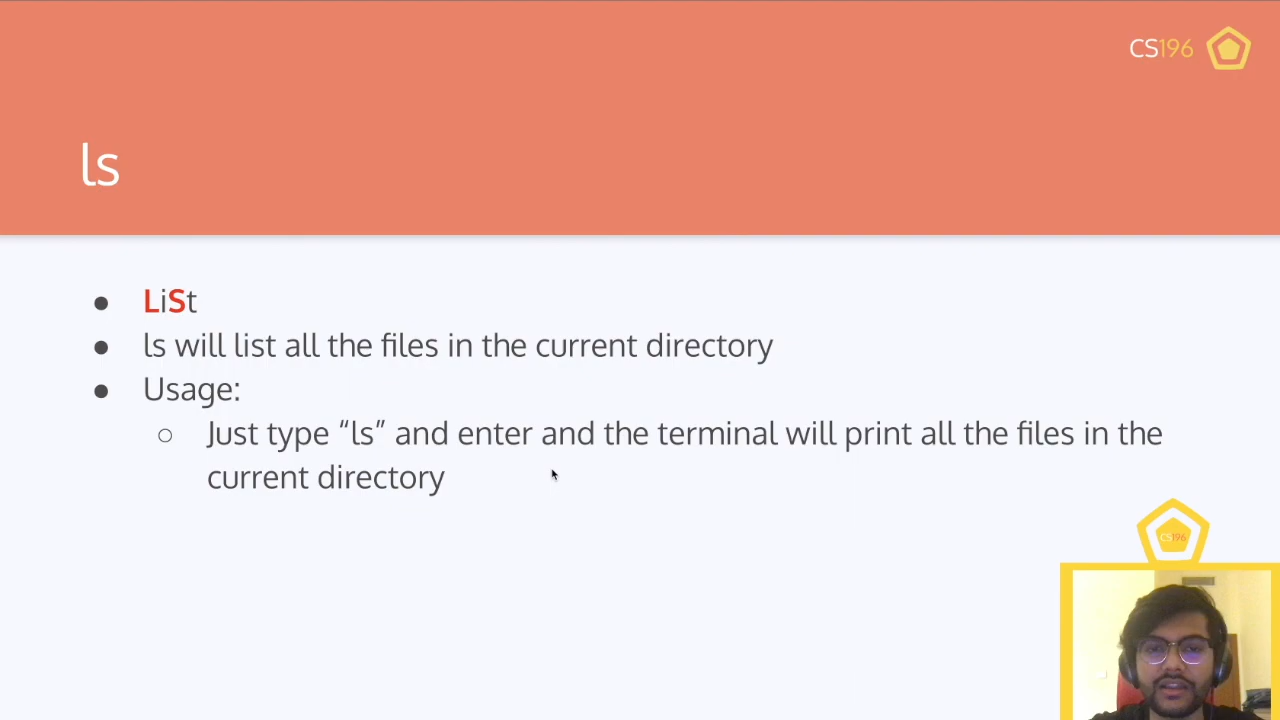 CS196
ls
● LiSt
● ls will list all the files in the current directory
● Usage:
○ Just type “ls” and enter and the terminal will print all the files in the
current directory
CS196